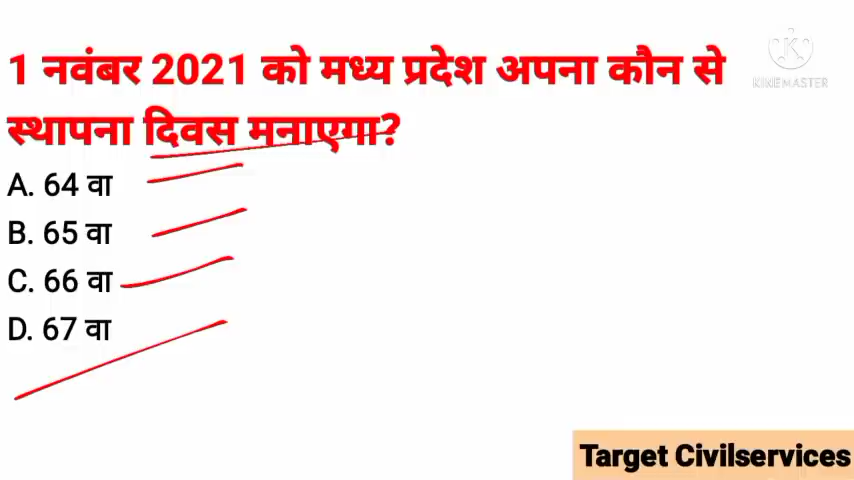 1 नवंबर 2021 को मध्य प्रदेश अपना कौन से
स्थापना दिवस मनाएगा?
A. 64 वा
B. 65 वा
C. 66 वा
D. 67 वा
KINEMASTER
Target Civilservices